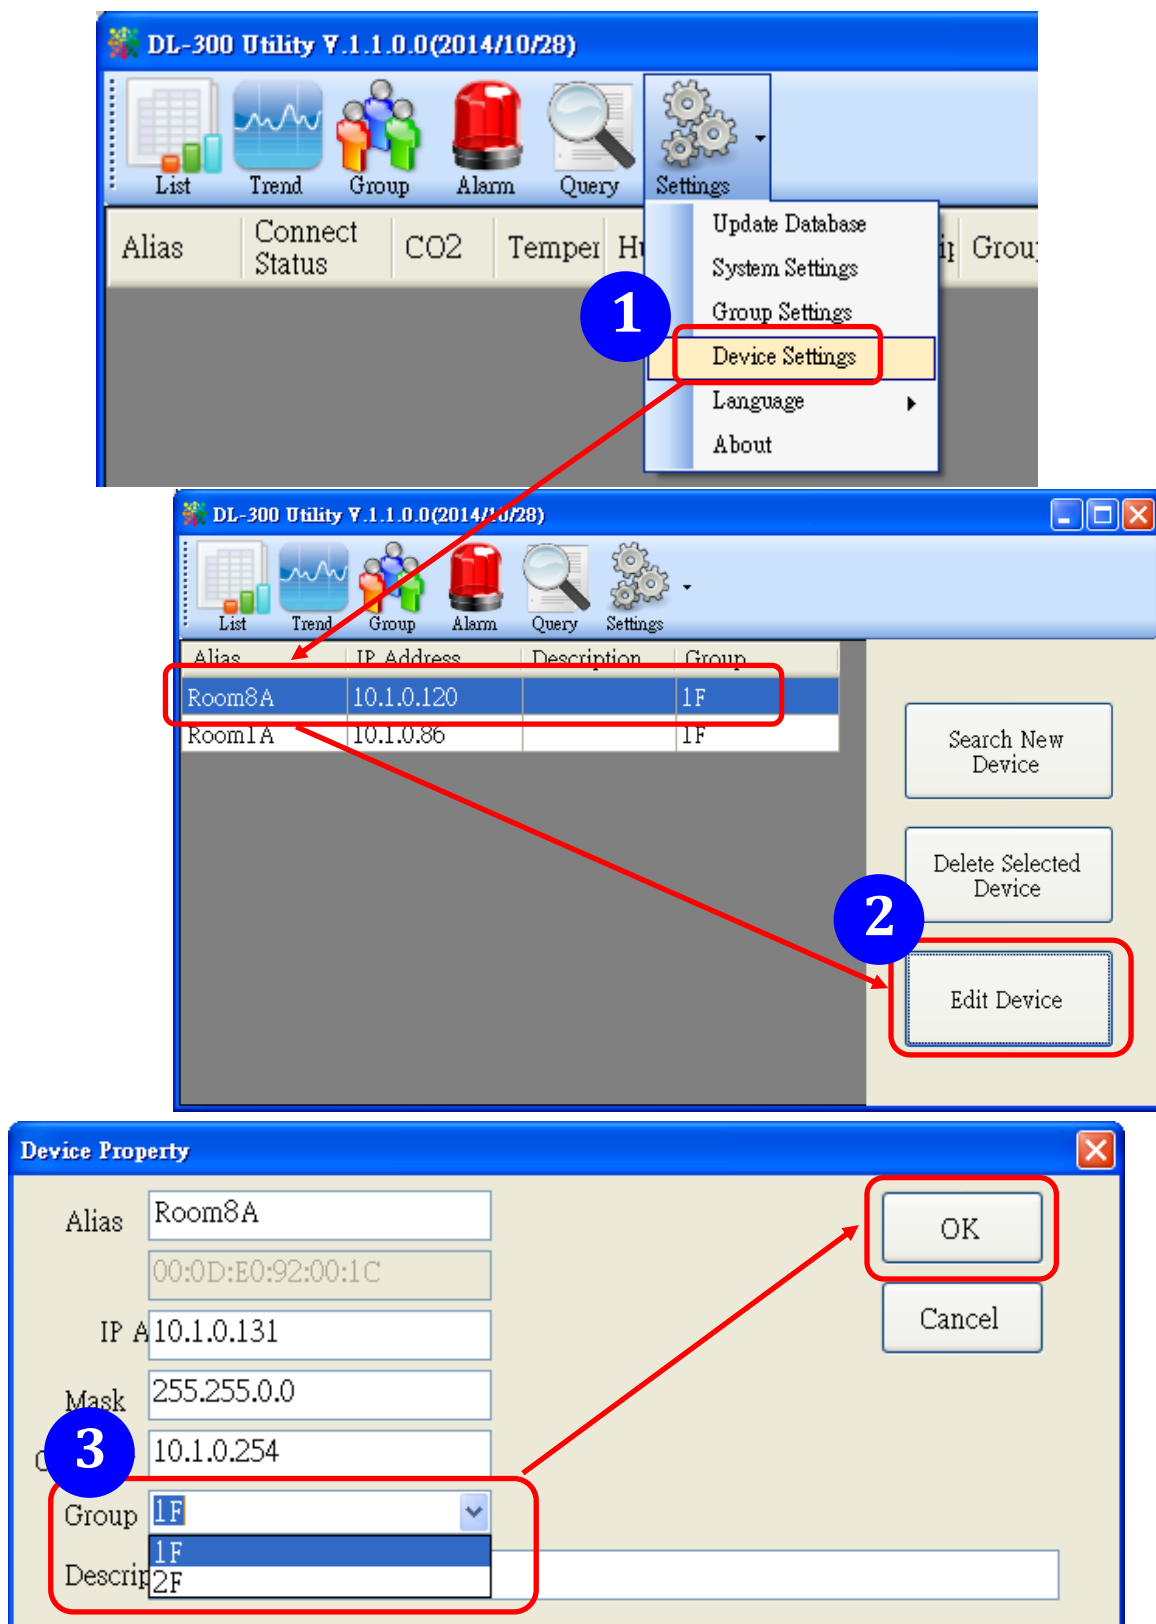 DL-300 Utility V.1.1.0.0(2014/10/28)
List Trend Group Alarm Query Settings
Alias Connect Status CO2 Temper Hu Grou
Update Database
System Settings
Group Settings
1
Device Settings
Language
About
DL-300 Utility V.1.1.0.0(2014/10/28)
List Trend Group Alarm Query Settings
Alias IP Address Description Group
Room8A 10.1.0.120 1F
Room1A 10.1.0.86 1F
Search New
Device
Delete Selected
Device
2
Edit Device
Device Property
Alias Room8A
00:0D:E0:92:00:1C
IP A 10.1.0.131
Mask 255.255.0.0
3 10.1.0.254
Group 1F
1F
2F
Descrip
OK
Cancel